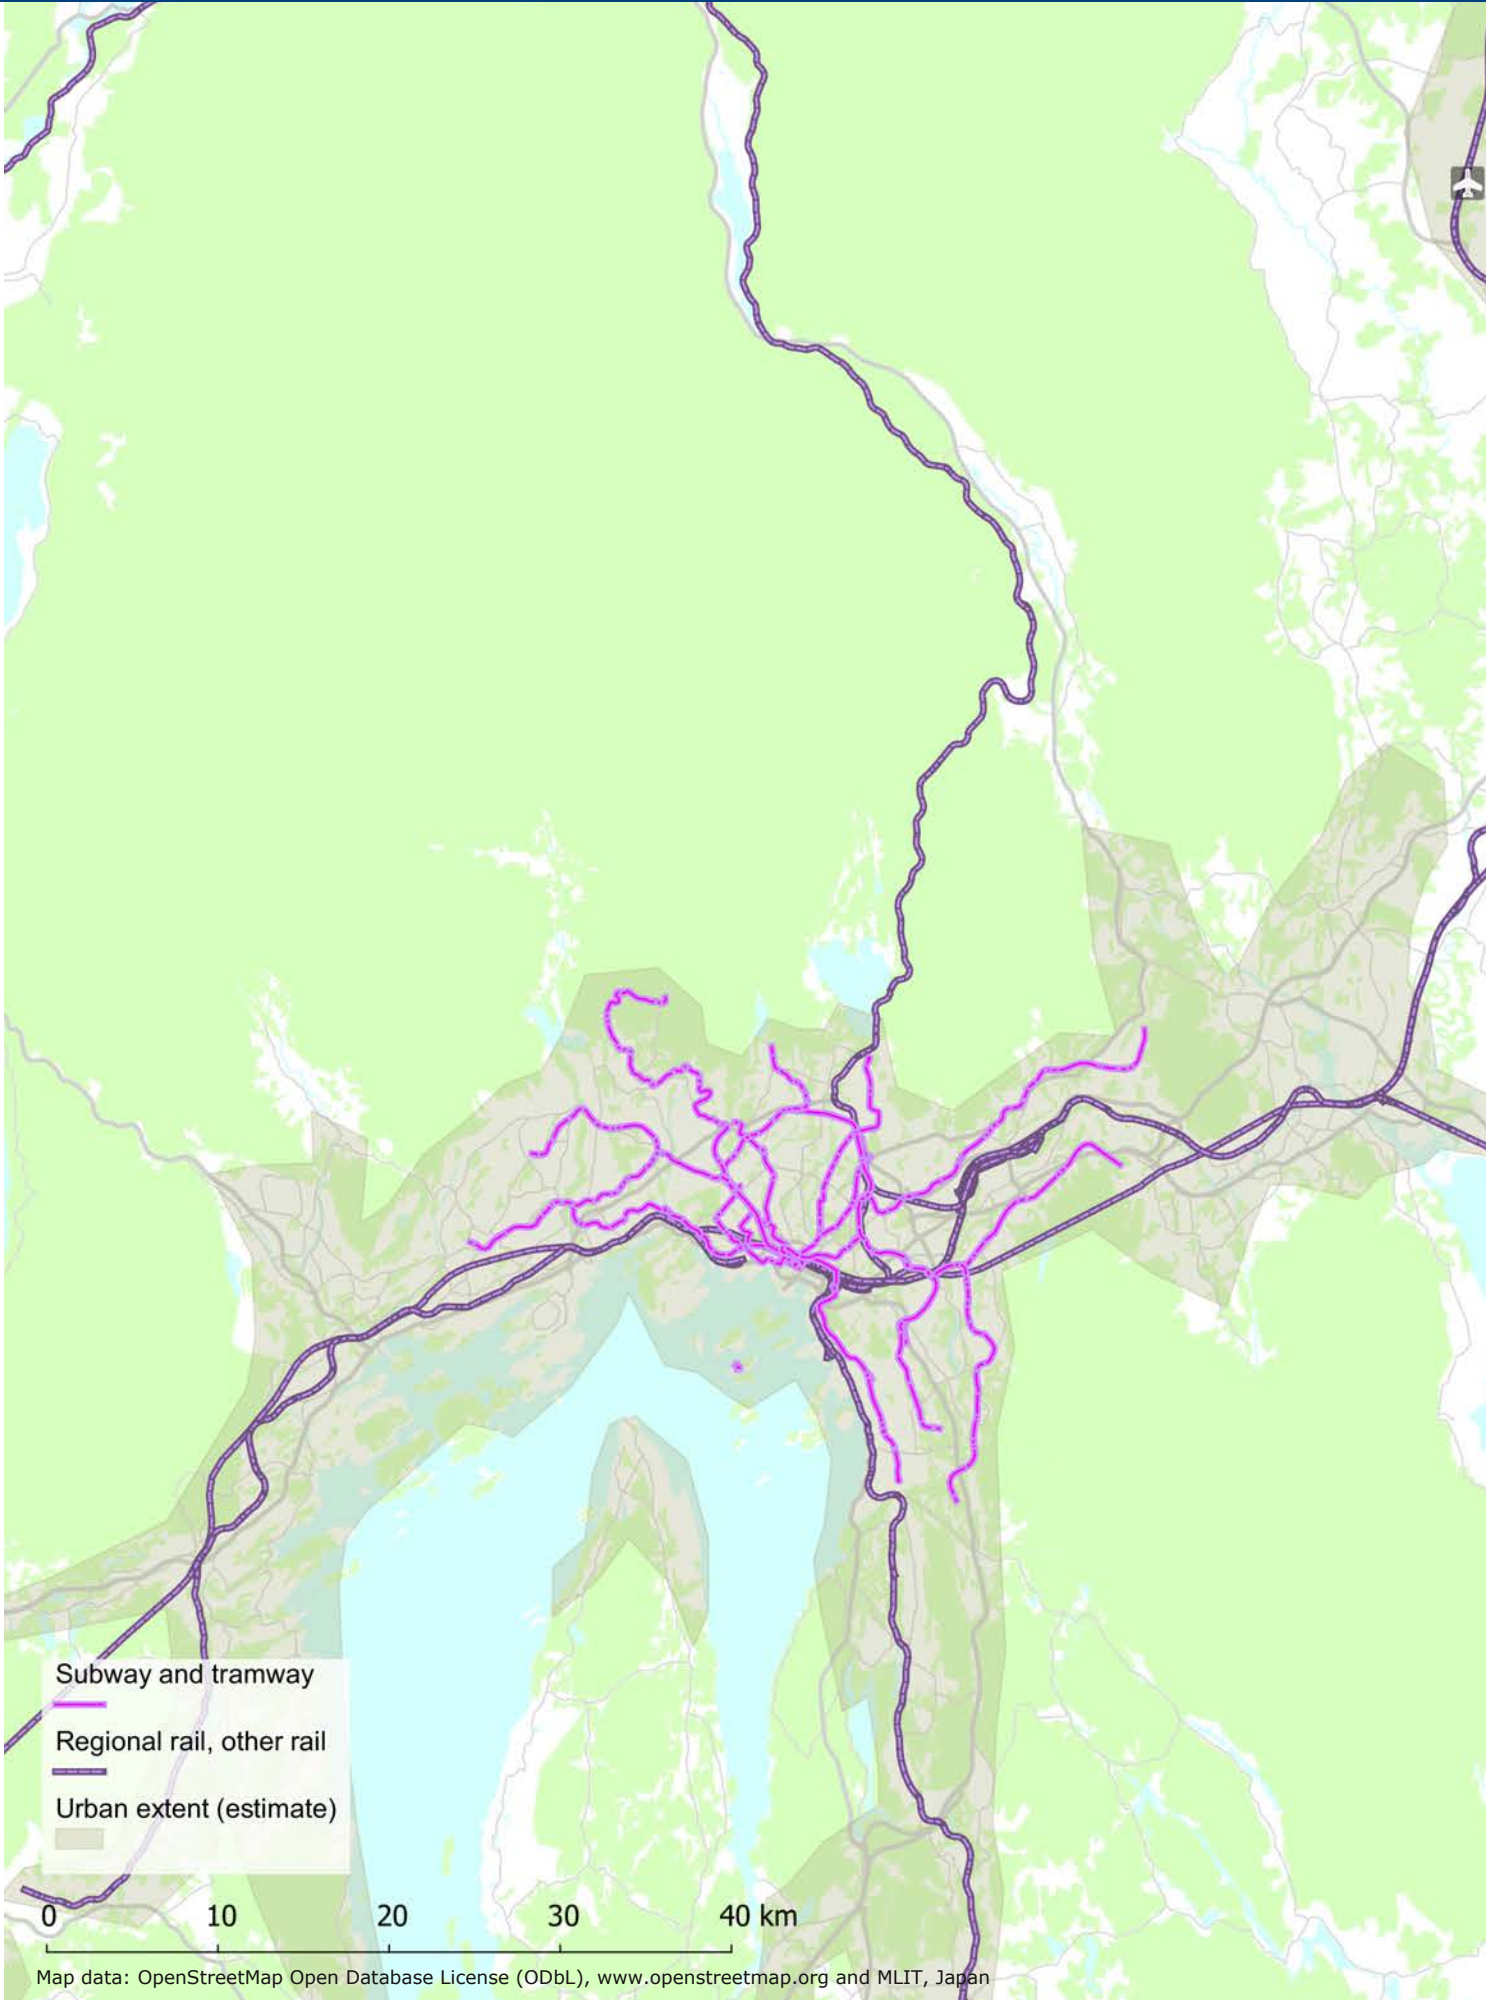 Subway and tramway
Regional rail, other rail
Urban extent (estimate)
0 10 20 30 40 km
Map data: OpenStreetMap Open Database License (ODbL), www.openstreetmap.org and MLIT, Japan